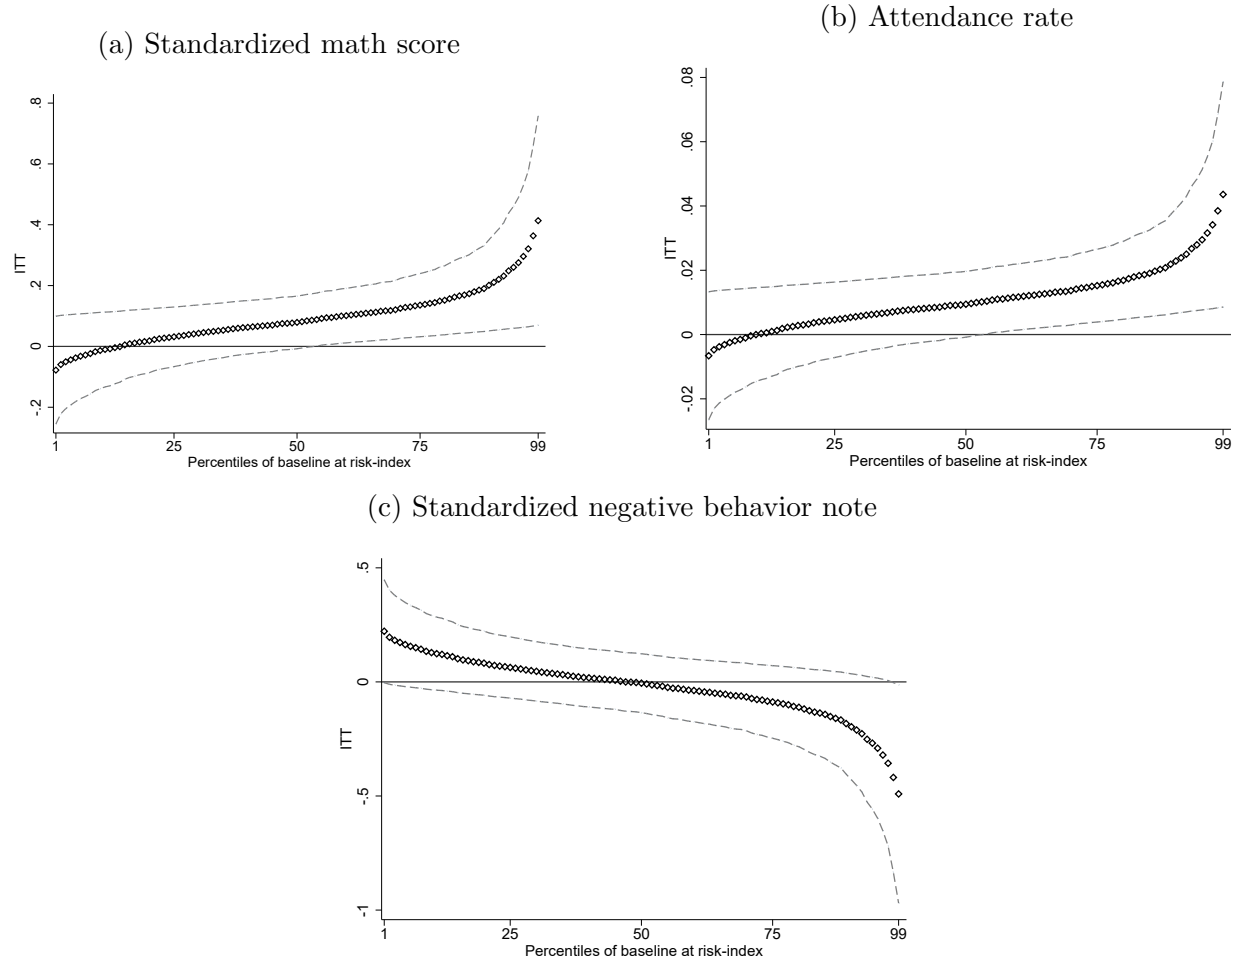 (a) Standardized math score
.8
.6
.4
.2
0
-.2
ITT
1 25 50 75 99
Percentiles of baseline at risk-index
(b) Attendance rate
.08
.06
.04
.02
0
-.02
ITT
1 25 50 75 99
Percentiles of baseline at risk-index
(c) Standardized negative behavior note
.5
0
-.5
-1
ITT
1 25 50 75 99
Percentiles of baseline at risk-index